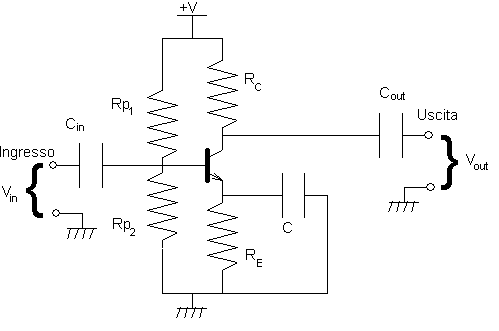 +V
Rp1
RC
Cin
Cout
Ingresso
Uscita
Vin
Vout
Rp2
C
RE